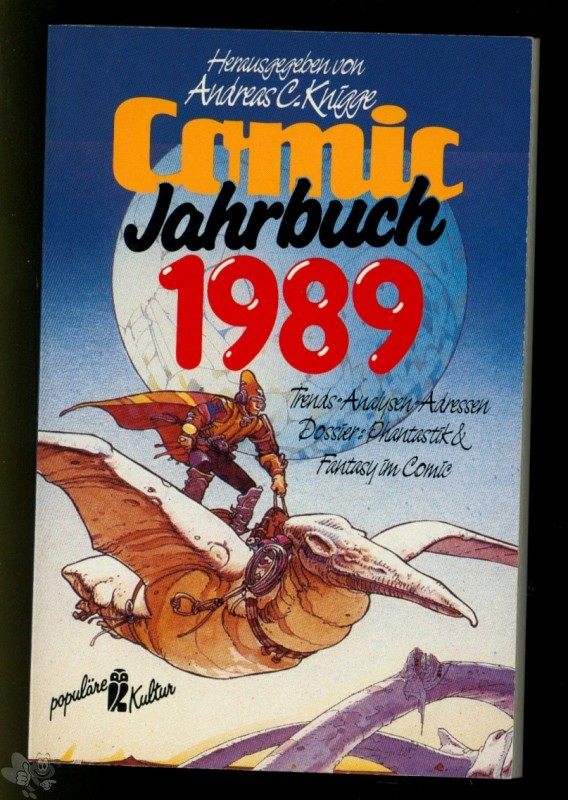 Herausgegeben von
Andreas C. Knigge
Comic
Jahrbuch
1989
Trends · Analysen · Adressen
Dossier: Phantastik &
Fantasy im Comic
populäre Kultur